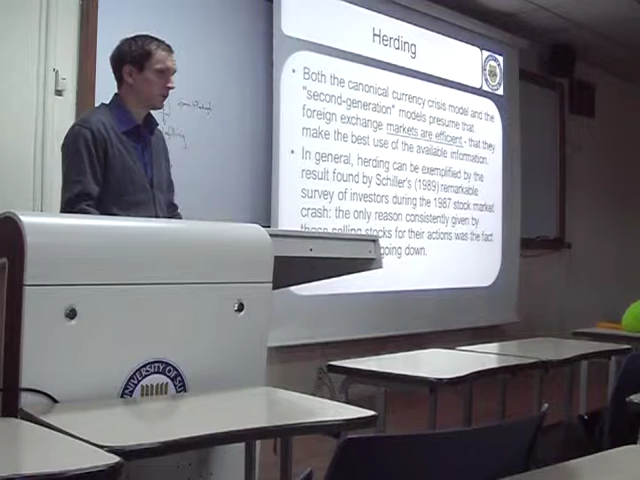 Herding
• Both the canonical currency crisis model and the
"second-generation" models presume that
foreign exchange markets are efficient - that they
make the best use of the available information.
• In general, herding can be exemplified by the
result found by Schiller's (1989) remarkable
survey of investors during the 1987 stock market
crash: the only reason consistently given by
those selling stocks for their actions was the fact
going down.
UNIVERSITY OF SU